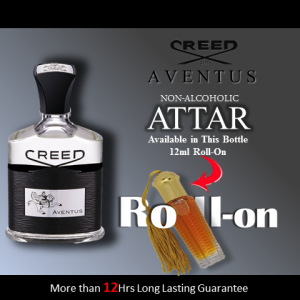 CREED
AVENTUS
NON-ALCOHOLIC
ATTAR
Available in This Bottle
12ml Roll-On
CREED
AVENTUS
Roll-on
More than 12Hrs Long Lasting Guarantee